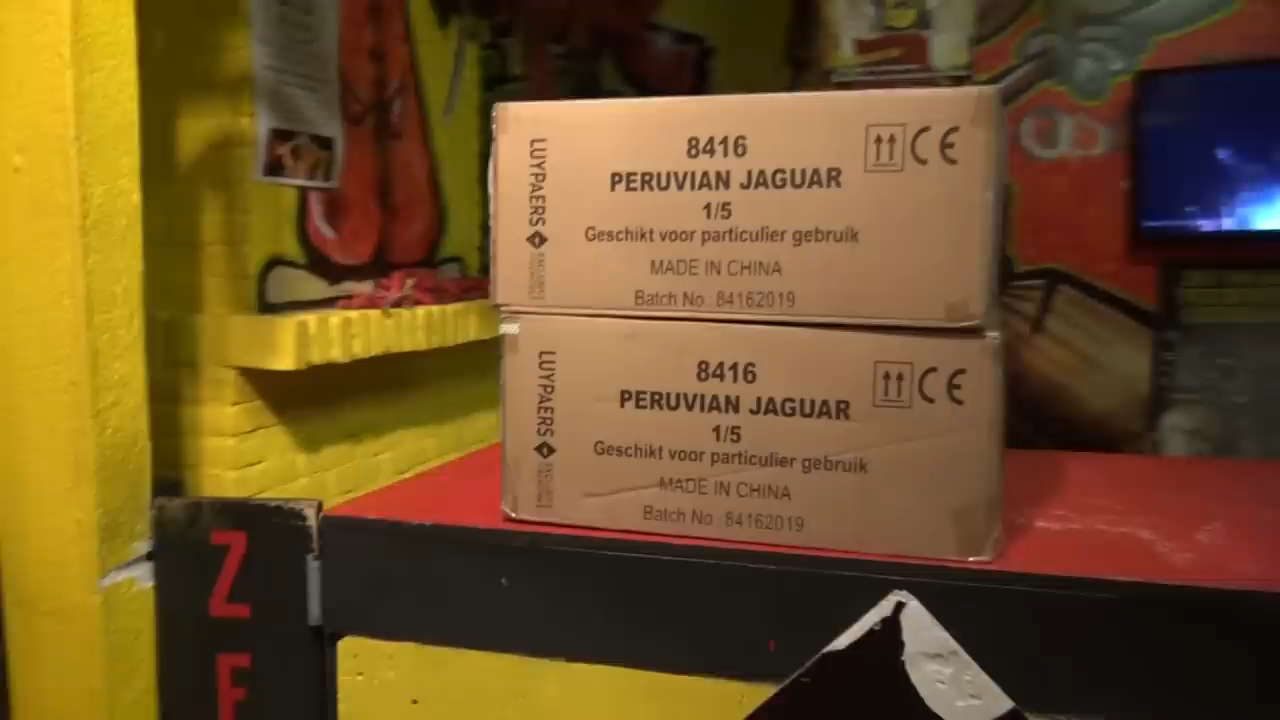 8416
PERUVIAN JAGUAR
1/5
Geschikt voor particulier gebruik
MADE IN CHINA
Batch No : 84162019
LUYPAERS
CE
8416
PERUVIAN JAGUAR
1/5
Geschikt voor particulier gebruik
MADE IN CHINA
Batch No : 84162019
LUYPAERS
CE
Z